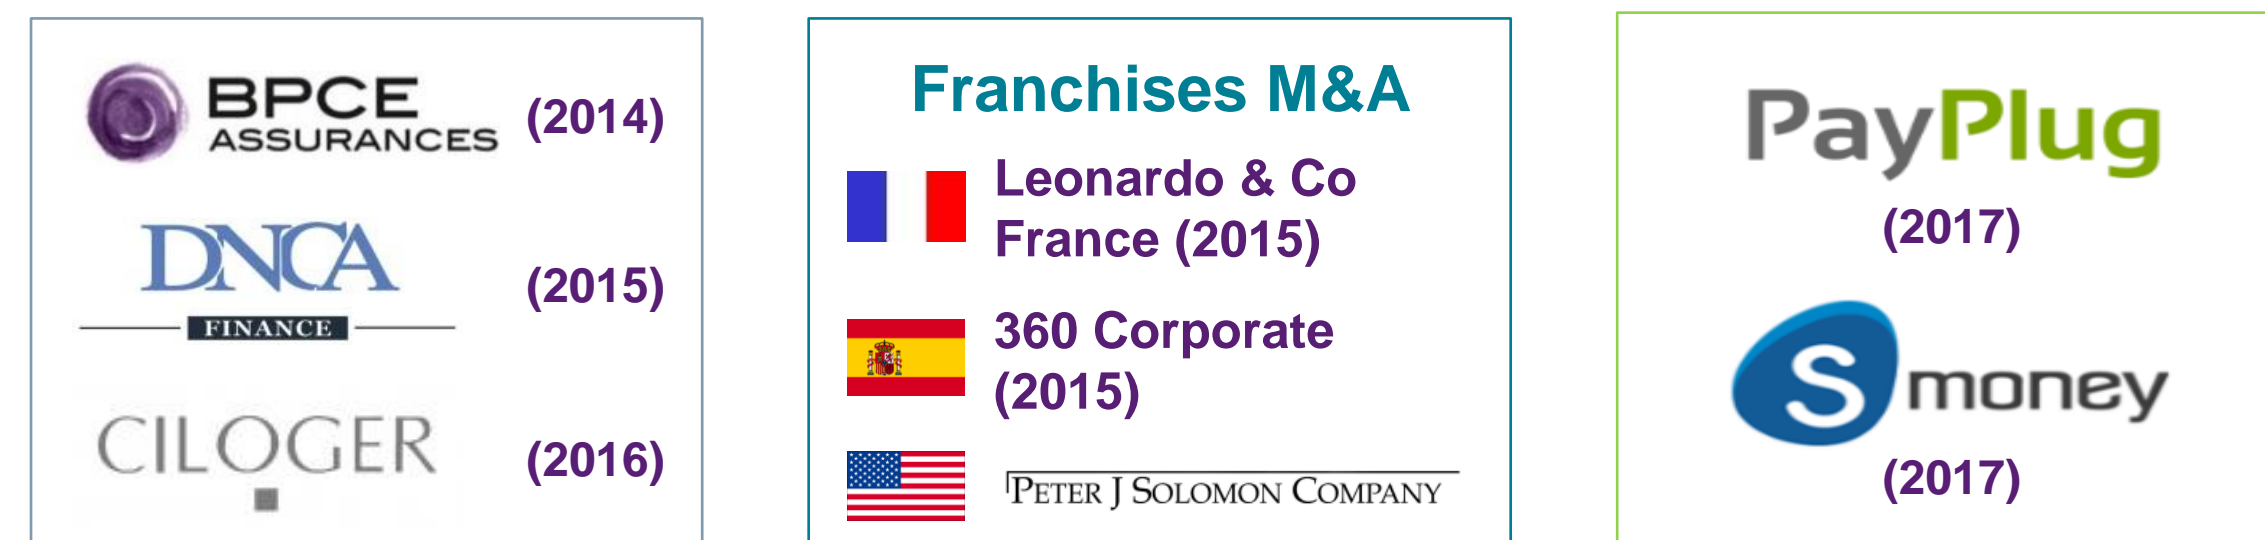 BPCE
ASSURANCES
(2014)
DNCA
FINANCE
(2015)
CILOGER
(2016)
Franchises M&A
Leonardo & Co
France (2015)
360 Corporate
(2015)
PETER J SOLOMON COMPANY
PayPlug
(2017)
S money
(2017)